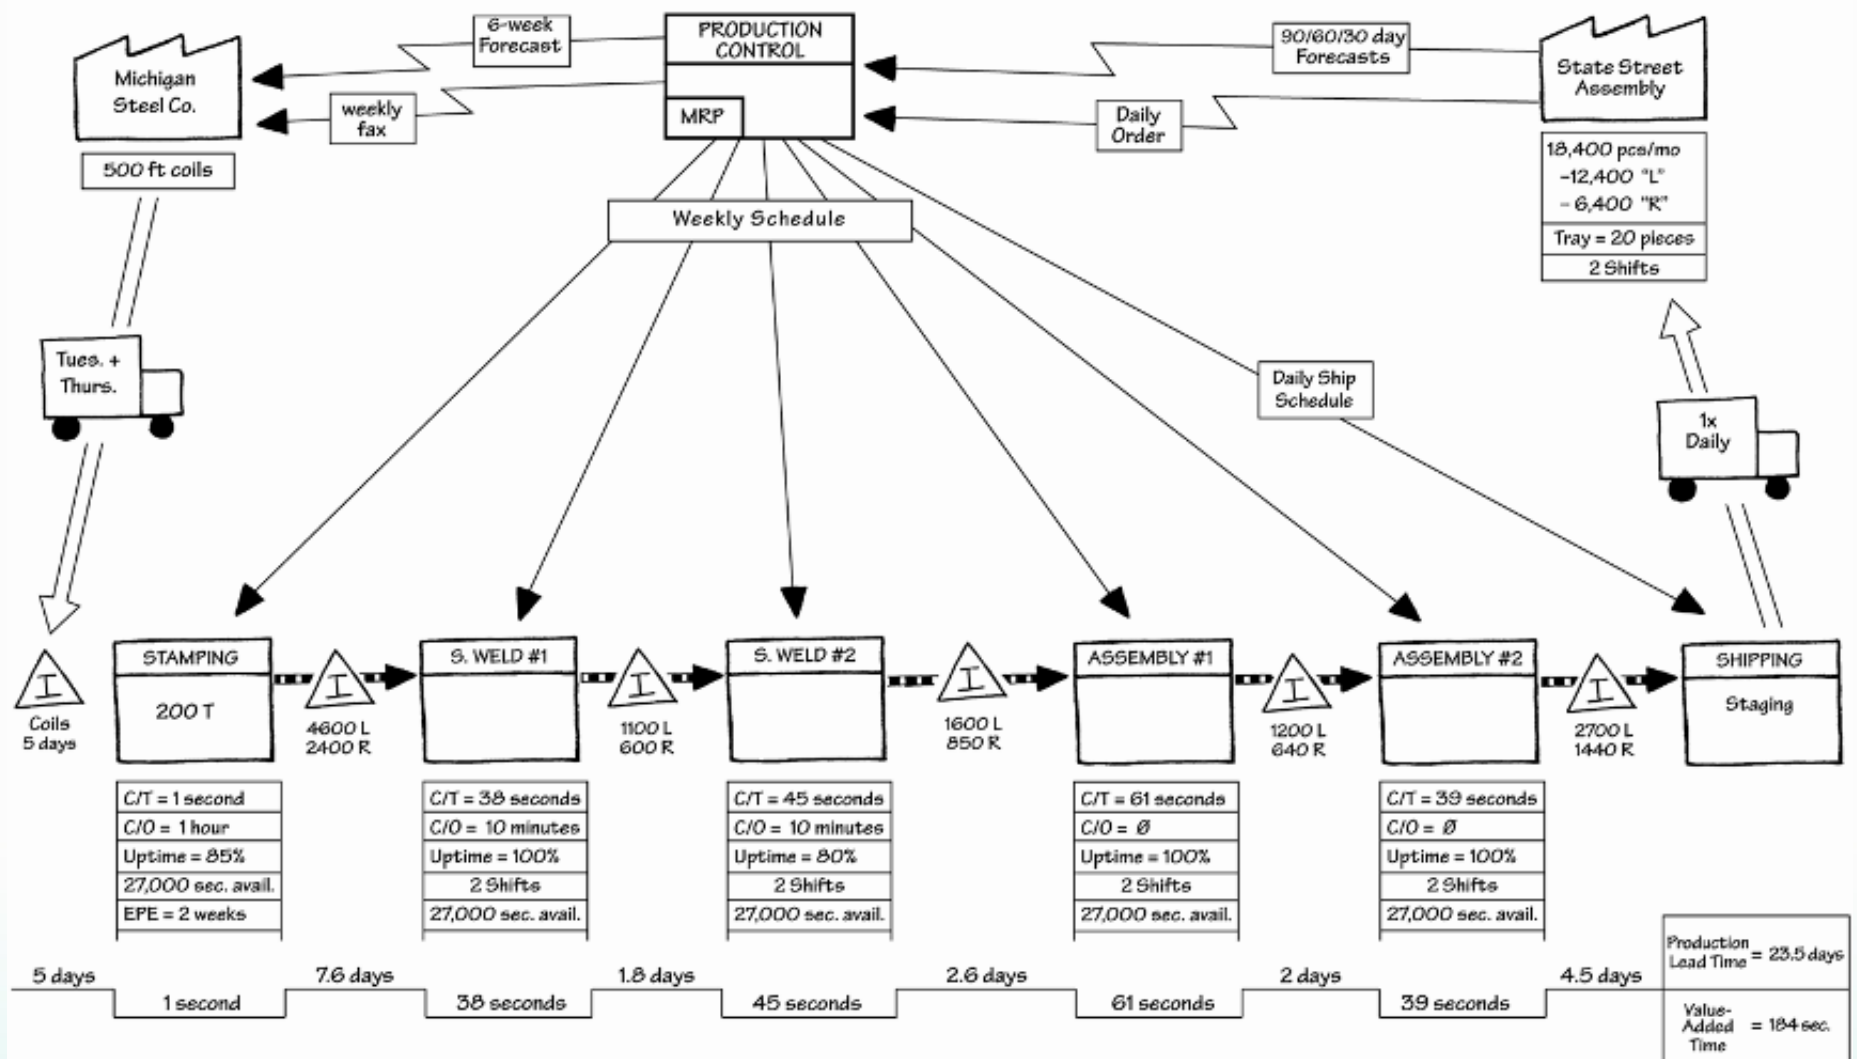 6-week
Forecast
PRODUCTION
CONTROL
90/60/30 day
Forecasts
Michigan
Steel Co.
State Street
Assembly
weekly
fax
MRP
Daily
Order
500 ft coils
18,400 pcs/mo
-12,400 "L"
- 6,400 "R"
Tray = 20 pieces
2 Shifts
Weekly Schedule
Tues. +
Thurs.
Daily Ship
Schedule
1x
Daily
I
Coils
5 days
STAMPING
200 T
I
4600 L
2400 R
S. WELD #1
I
1100 L
600 R
S. WELD #2
I
1600 L
850 R
ASSEMBLY #1
I
1200 L
640 R
ASSEMBLY #2
I
2700 L
1440 R
SHIPPING
Staging
C/T = 1 second
C/O = 1 hour
Uptime = 85%
27,000 sec. avail.
EPE = 2 weeks
C/T = 38 seconds
C/O = 10 minutes
Uptime = 100%
2 Shifts
27,000 sec. avail.
C/T = 45 seconds
C/O = 10 minutes
Uptime = 80%
2 Shifts
27,000 sec. avail.
C/T = 61 seconds
C/O = Ø
Uptime = 100%
2 Shifts
27,000 sec. avail.
C/T = 39 seconds
C/O = Ø
Uptime = 100%
2 Shifts
27,000 sec. avail.
5 days
1 second
7.6 days
38 seconds
1.8 days
45 seconds
2.6 days
61 seconds
2 days
39 seconds
4.5 days
Production
Lead Time = 23.5 days
Value-
Added = 184 sec.
Time